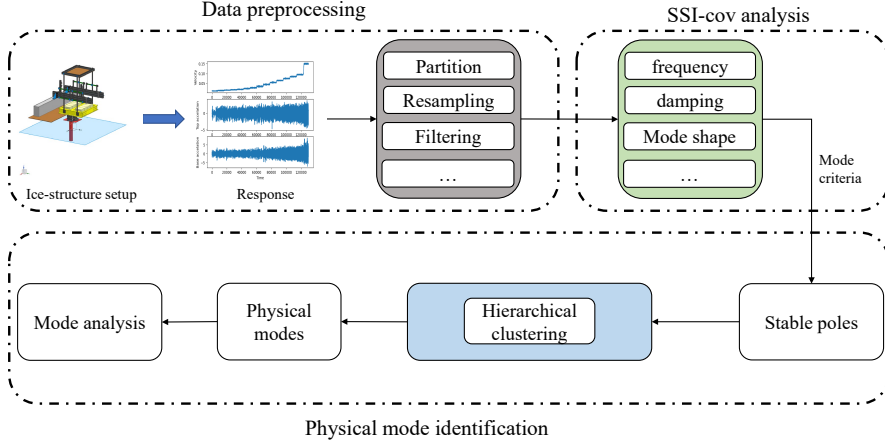 Data preprocessing
SSI-cov analysis
Ice-structure setup
Response
Time
Partition
Resampling
Filtering
…
frequency
damping
Mode shape
…
Mode
criteria
Mode analysis
Physical
modes
Hierarchical
clustering
Stable poles
Physical mode identification